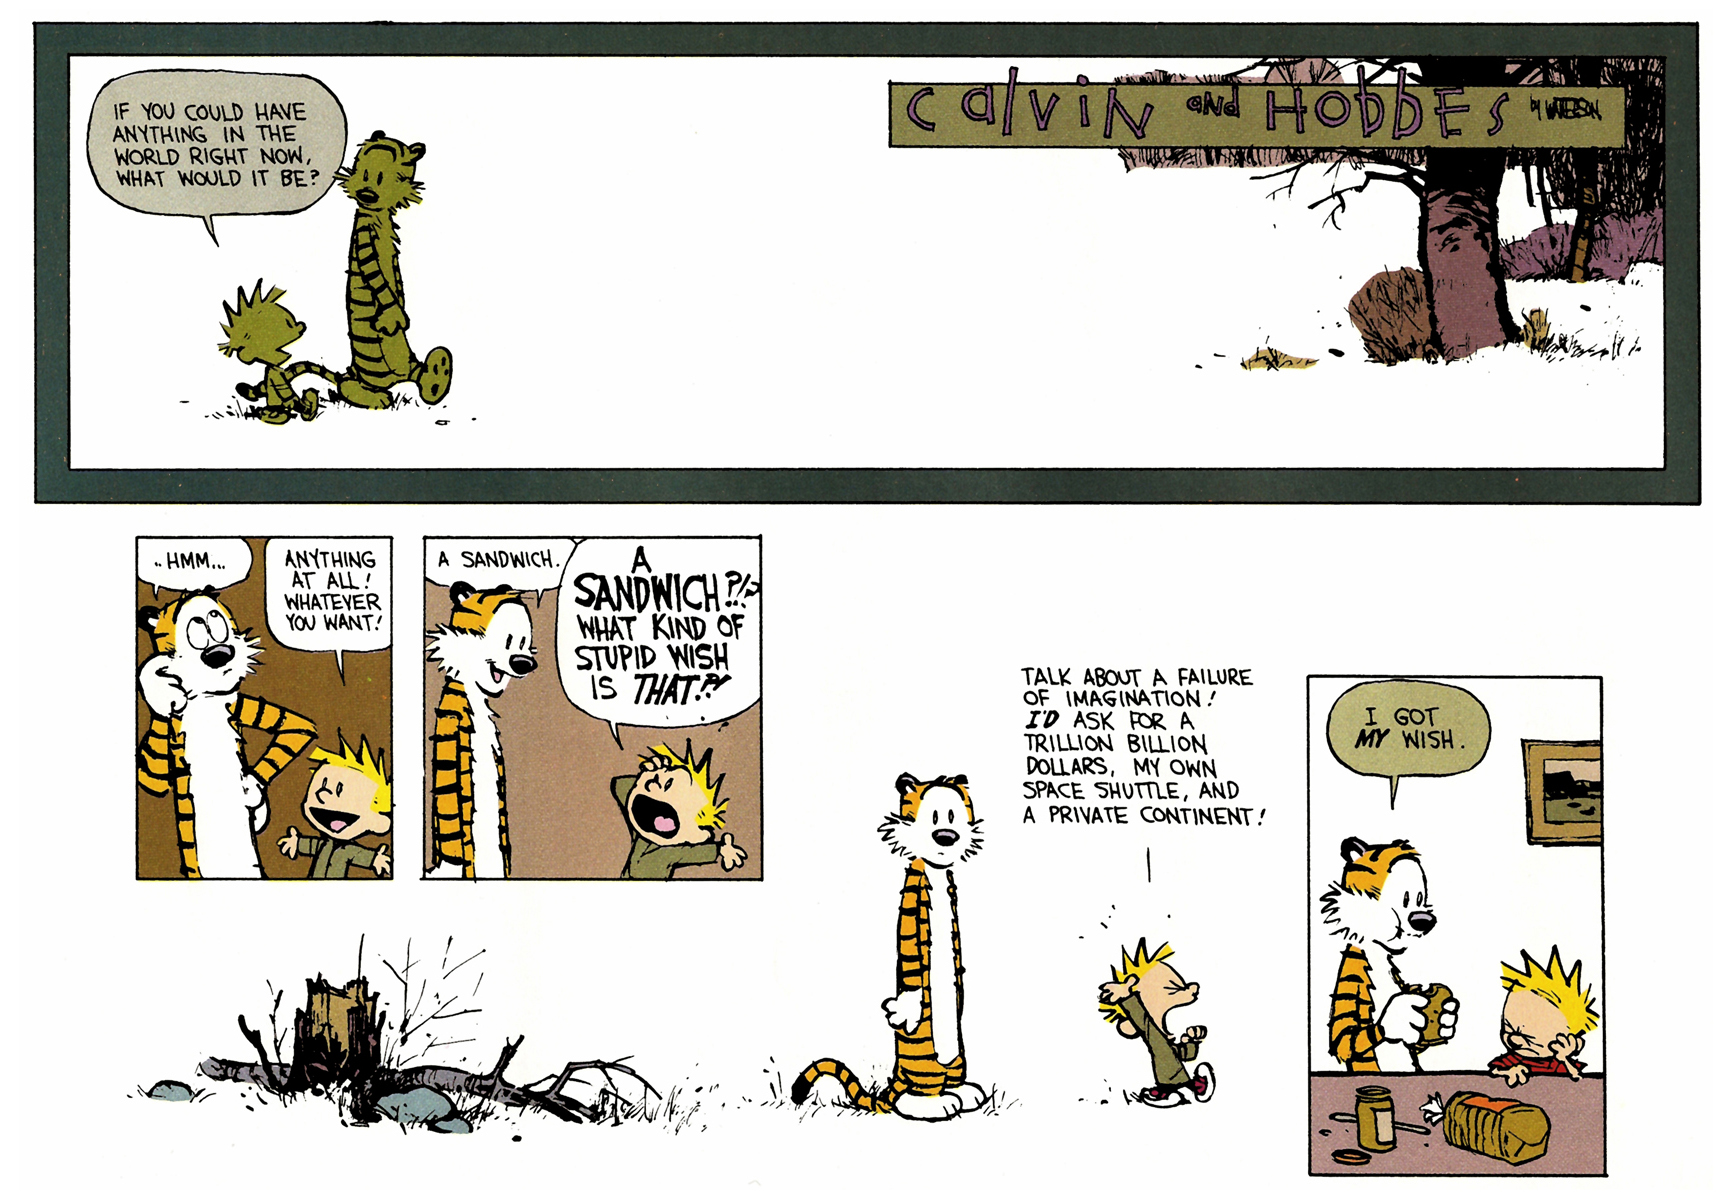 IF YOU COULD HAVE
ANYTHING IN THE
WORLD RIGHT NOW,
WHAT WOULD IT BE?
CALVIN AND HOBBES
by WATTERSON
..HMM...
ANYTHING
AT ALL!
WHATEVER
YOU WANT!
A SANDWICH.
A
SANDWICH?!?
WHAT KIND OF
STUPID WISH
IS THAT?!
TALK ABOUT A FAILURE
OF IMAGINATION!
I'D ASK FOR A
TRILLION BILLION
DOLLARS, MY OWN
SPACE SHUTTLE, AND
A PRIVATE CONTINENT!
I GOT
MY WISH.